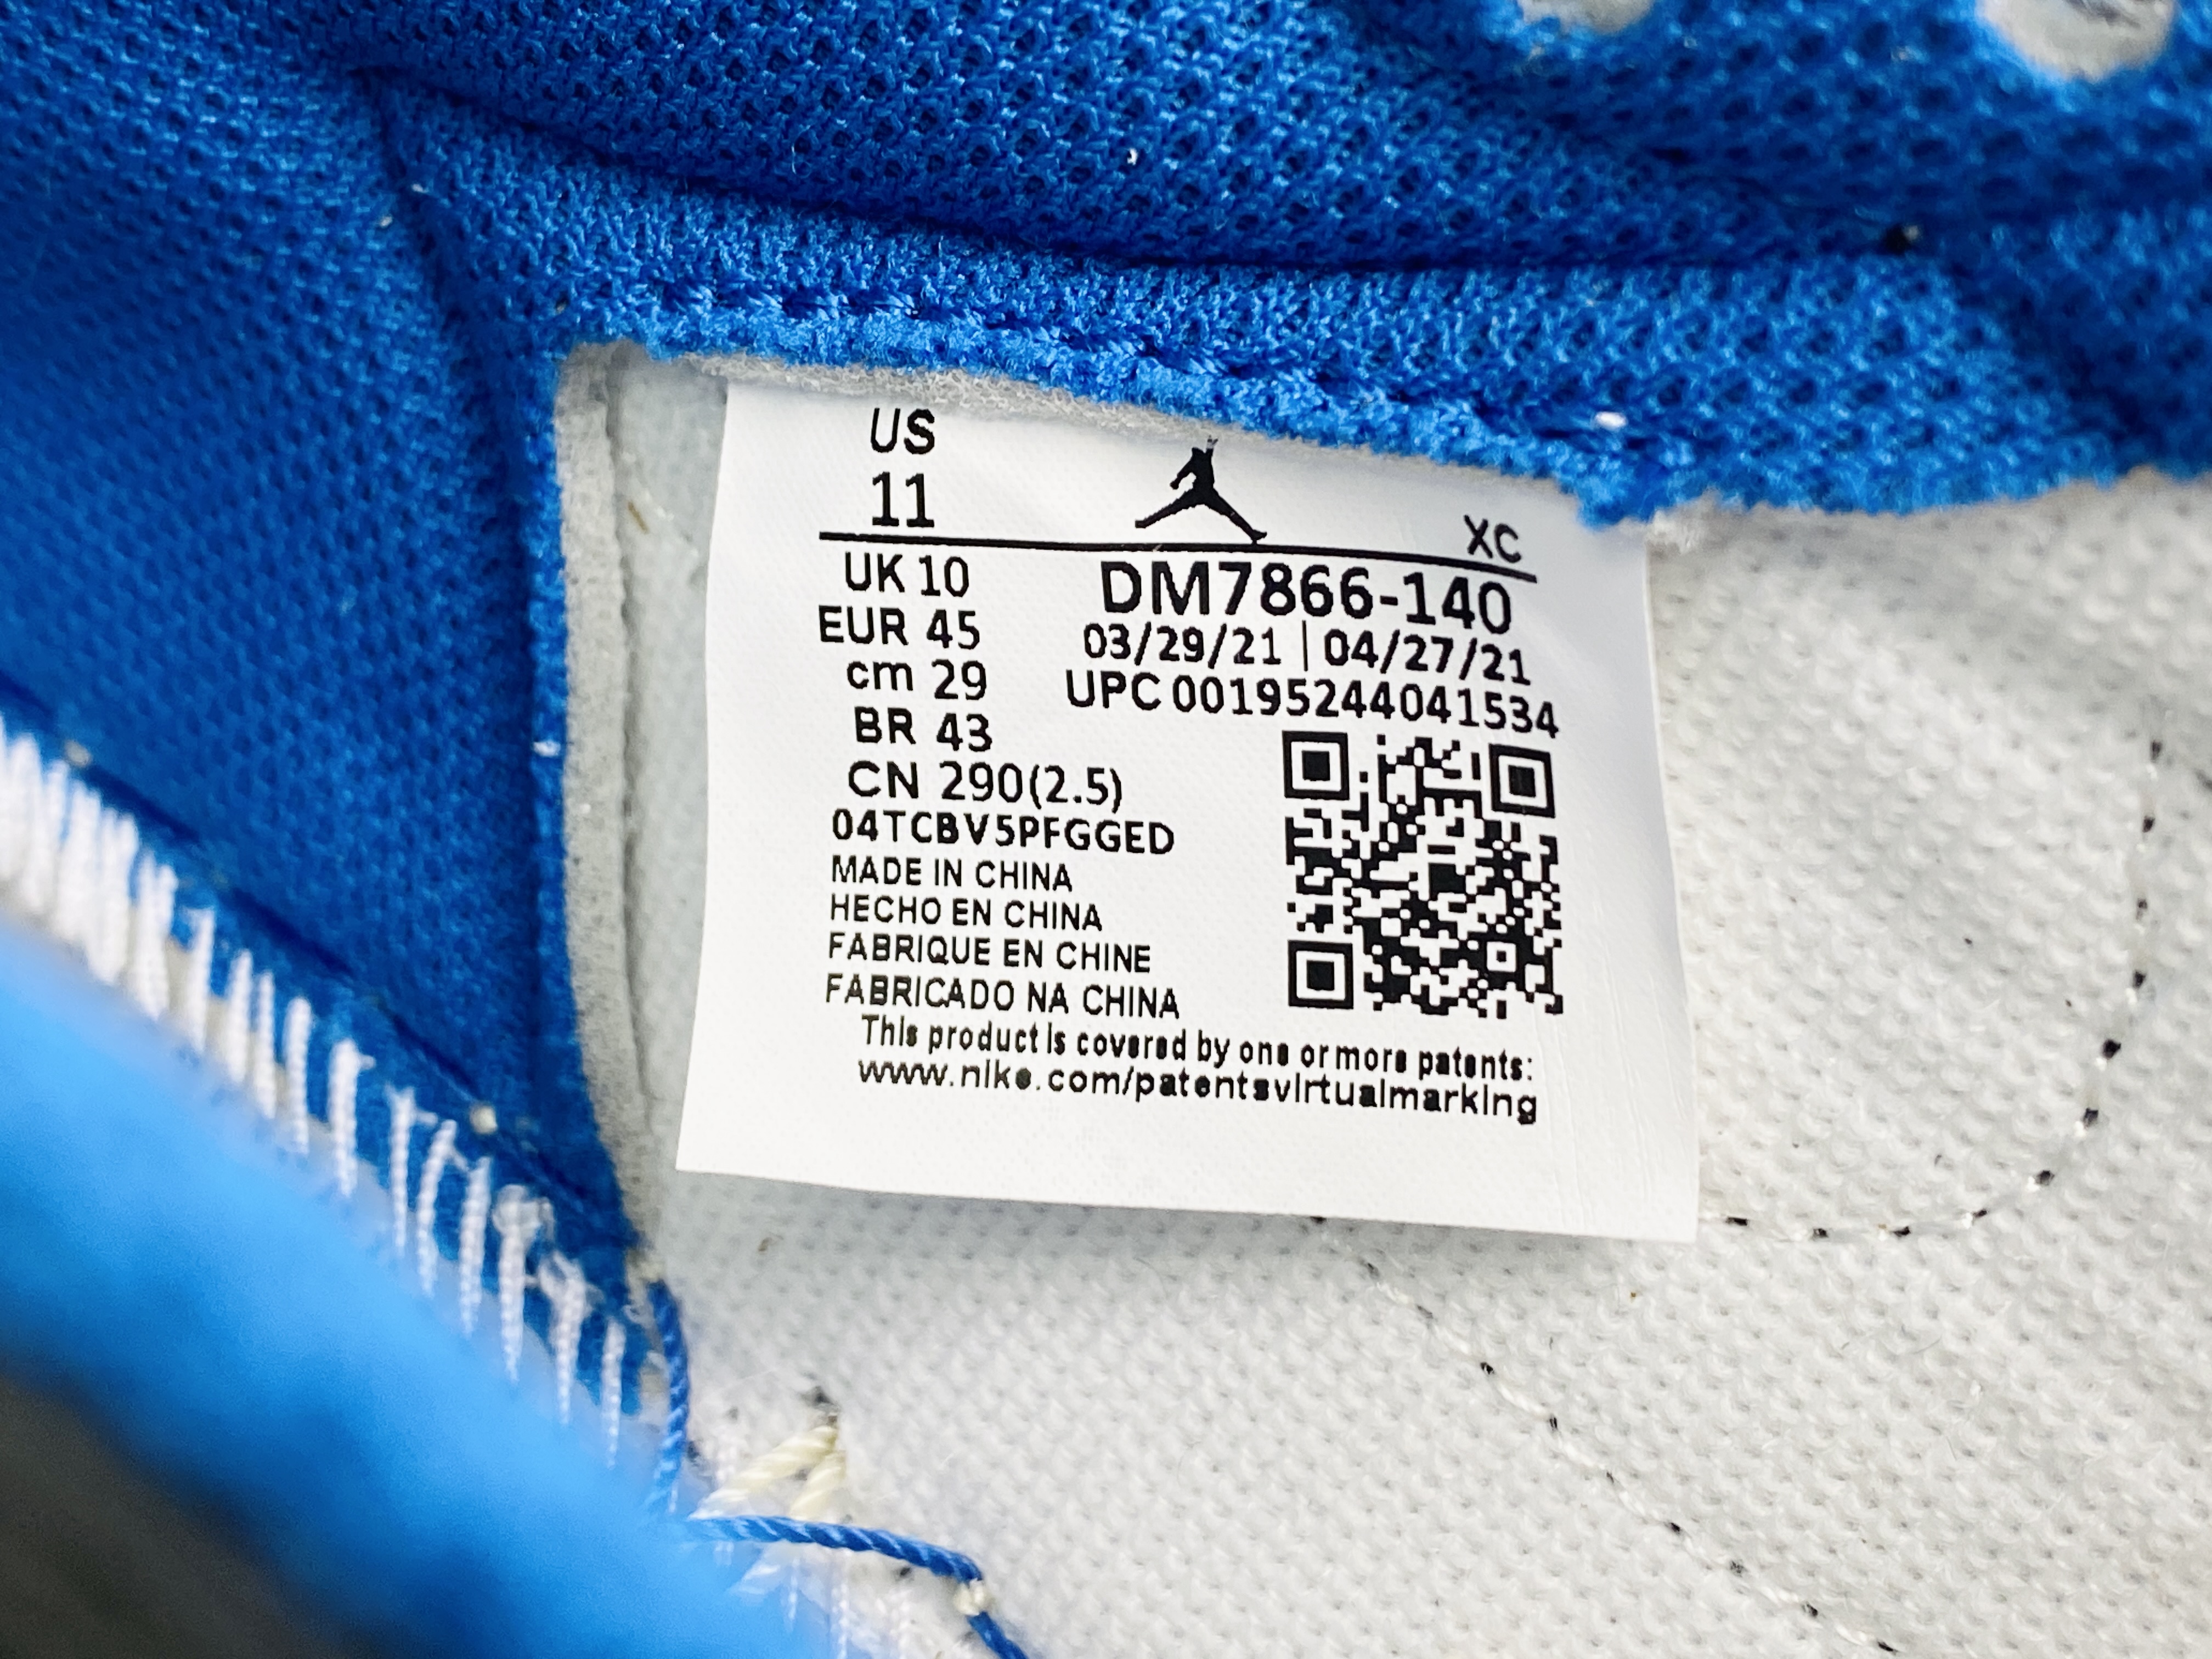 US
11
XC
UK 10
EUR 45
cm 29
BR 43
CN 290(2.5)
DM7866-140
03/29/21 | 04/27/21
UPC 00195244041534
04TCBV5PFGGED
MADE IN CHINA
HECHO EN CHINA
FABRIQUE EN CHINE
FABRICADO NA CHINA
This product is covered by one or more patents:
www.nike.com/patentsvirtualmarking